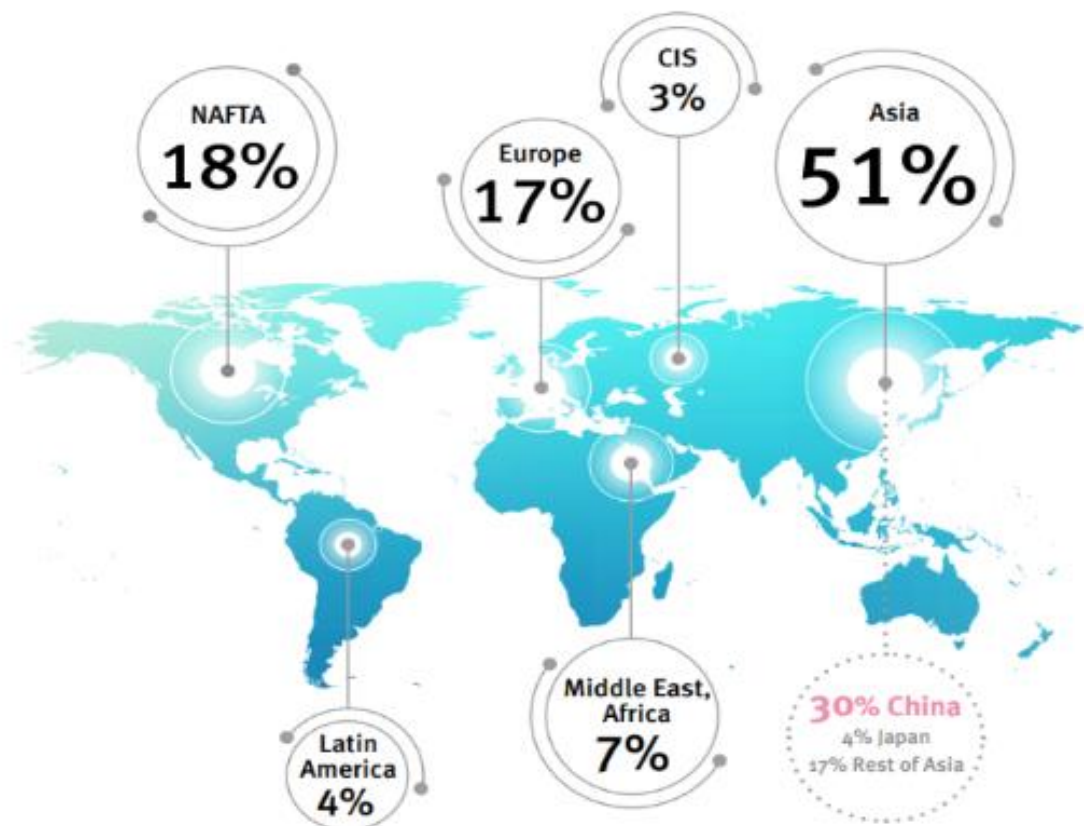 NAFTA
18%
Europe
17%
CIS
3%
Asia
51%
Latin
America
4%
Middle East,
Africa
7%
30% China
4% Japan
17% Rest of Asia